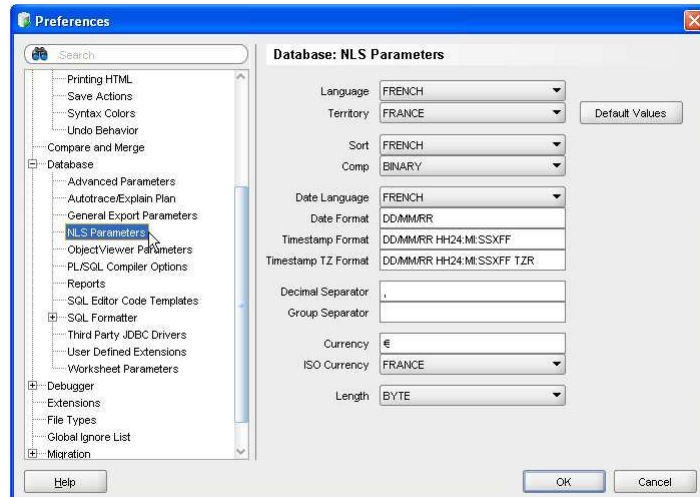 Preferences
Search
Printing HTML
Save Actions
Syntax Colors
Undo Behavior
Compare and Merge
Database
Advanced Parameters
Autotrace/Explain Plan
General Export Parameters
NLS Parameters
ObjectViewer Parameters
PL/SQL Compiler Options
Reports
SQL Editor Code Templates
SQL Formatter
Third Party JDBC Drivers
User Defined Extensions
Worksheet Parameters
Debugger
Extensions
File Types
Global Ignore List
Migration
Database: NLS Parameters
Language FRENCH
Territory FRANCE Default Values
Sort FRENCH
Comp BINARY
Date Language FRENCH
Date Format DD/MM/RR
Timestamp Format DD/MM/RR HH24:MI:SSXFF
Timestamp TZ Format DD/MM/RR HH24:MI:SSXFF TZR
Decimal Separator ,
Group Separator
Currency €
ISO Currency FRANCE
Length BYTE
Help OK Cancel